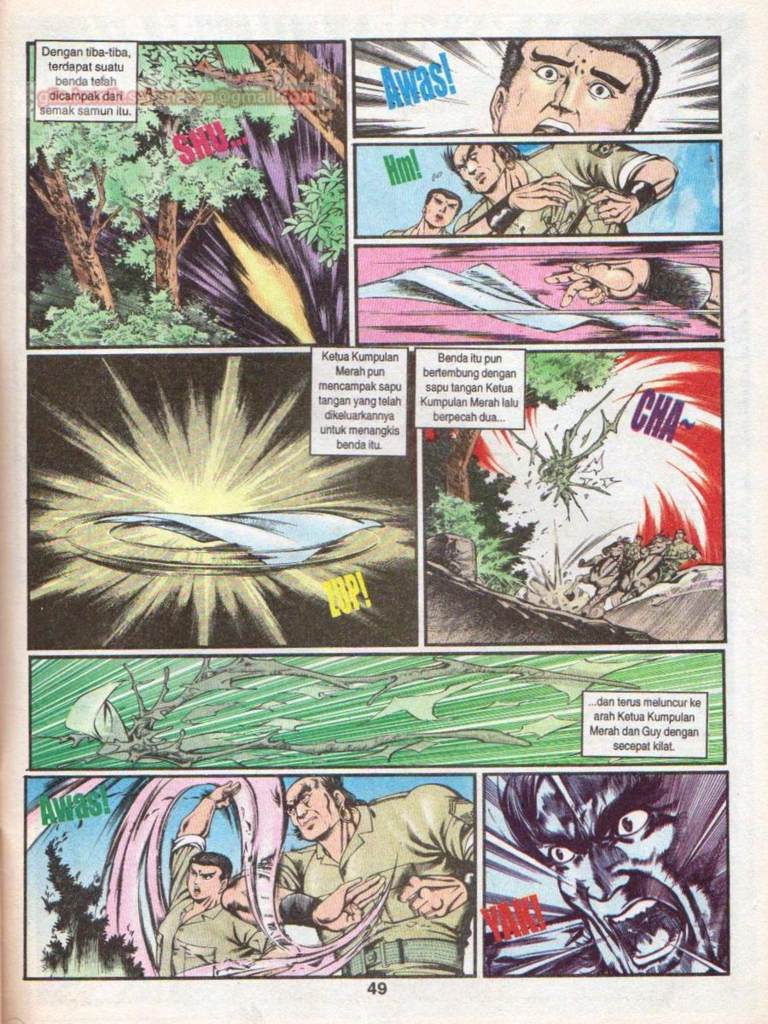 Dengan tiba-tiba,
terdapat suatu
benda telah
dicampak dari
semak samun itu.
SHU...
Awas!
Hm!
Ketua Kumpulan
Merah pun
mencampak sapu
tangan yang telah
dikeluarkannya
untuk menangkis
benda itu.
ZUP!
Benda itu pun
bertembung dengan
sapu tangan Ketua
Kumpulan Merah lalu
berpecah dua...
CHA~
...dan terus meluncur ke
arah Ketua Kumpulan
Merah dan Guy dengan
secepat kilat.
Awas!
YAK!
49